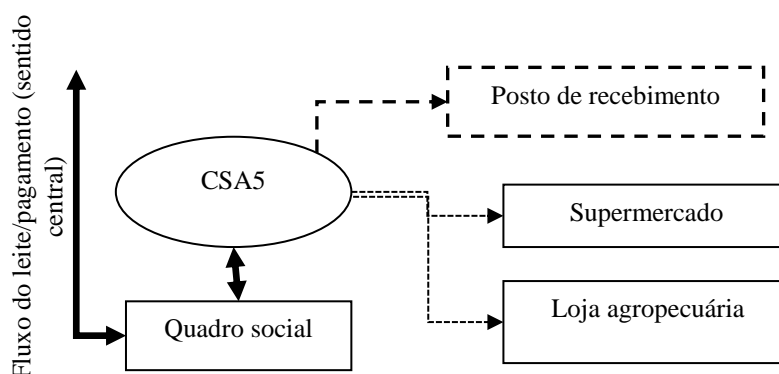 Fluxo do leite/pagamento (sentido
central)
Posto de recebimento
CSA5
Supermercado
Quadro social
Loja agropecuária